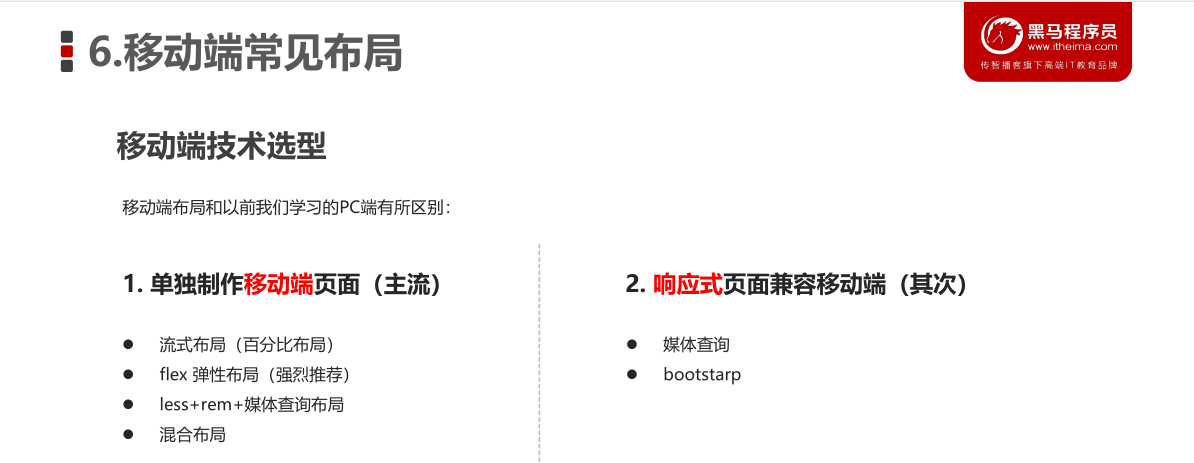 6.移动端常见布局
黑马程序员
www.itheima.com
传智播客旗下高端IT教育品牌
移动端技术选型
移动端布局和以前我们学习的PC端有所区别：
1. 单独制作移动端页面（主流）
流式布局（百分比布局）
flex 弹性布局（强烈推荐）
less+rem+媒体查询布局
混合布局
2. 响应式页面兼容移动端（其次）
媒体查询
bootstarp